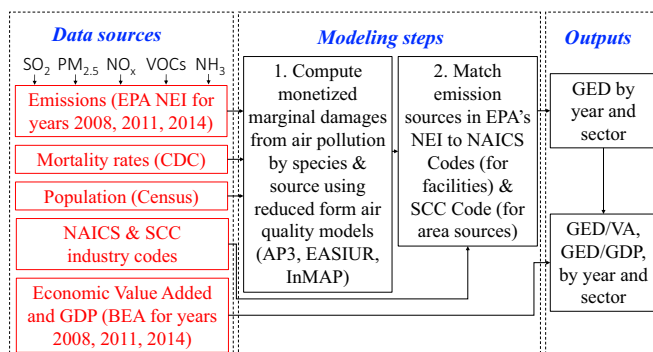 Data sources
SO2 PM2.5 NOx VOCs NH3
Emissions (EPA NEI for
years 2008, 2011, 2014)
Mortality rates (CDC)
Population (Census)
NAICS & SCC
industry codes
Economic Value Added
and GDP (BEA for years
2008, 2011, 2014)
Modeling steps
1. Compute
monetized
marginal damages
from air pollution
by species &
source using
reduced form air
quality models
(AP3, EASIUR,
InMAP)
2. Match
emission
sources in EPA's
NEI to NAICS
Codes (for
facilities) &
SCC Code (for
area sources)
Outputs
GED by
year and
sector
GED/VA,
GED/GDP,
by year and
sector